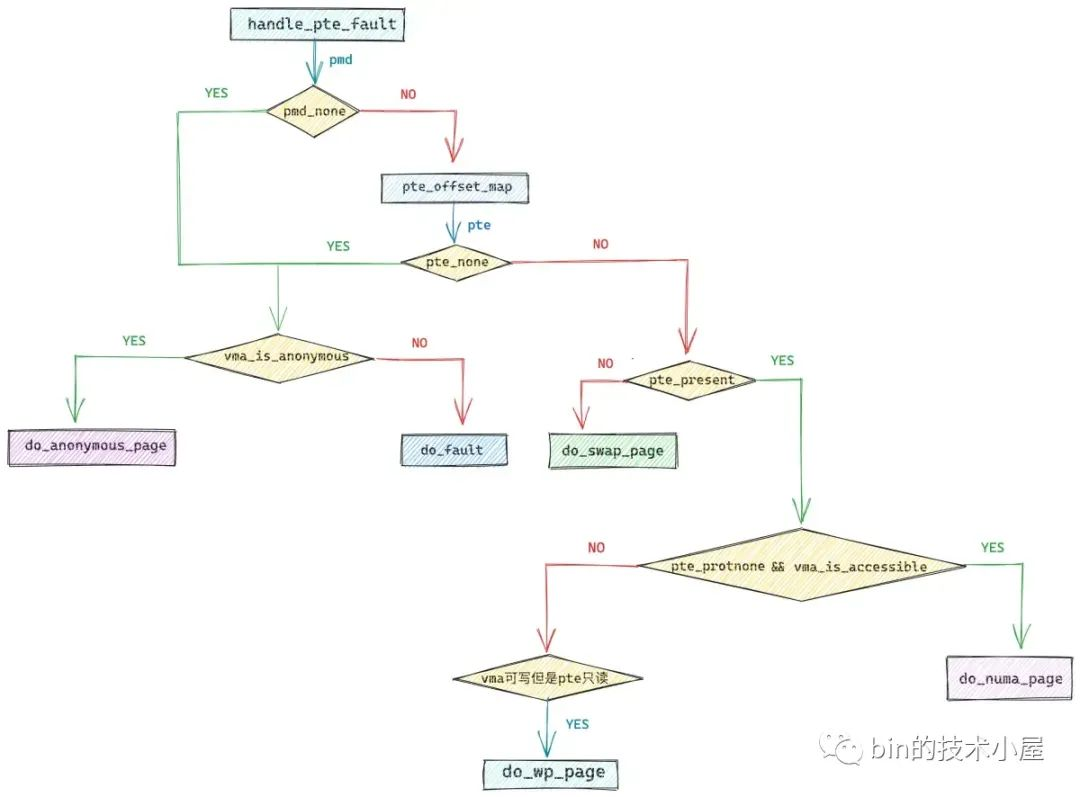 handle_pte_fault
pmd
YES
NO
pmd_none
pte_offset_map
pte
YES
NO
pte_none
YES
vma_is_anonymous
NO
NO
pte_present
YES
do_anonymous_page
do_fault
do_swap_page
NO
pte_protnone && vma_is_accessible
YES
vma可写但是pte只读
do_numa_page
YES
do_wp_page
bin的技术小屋